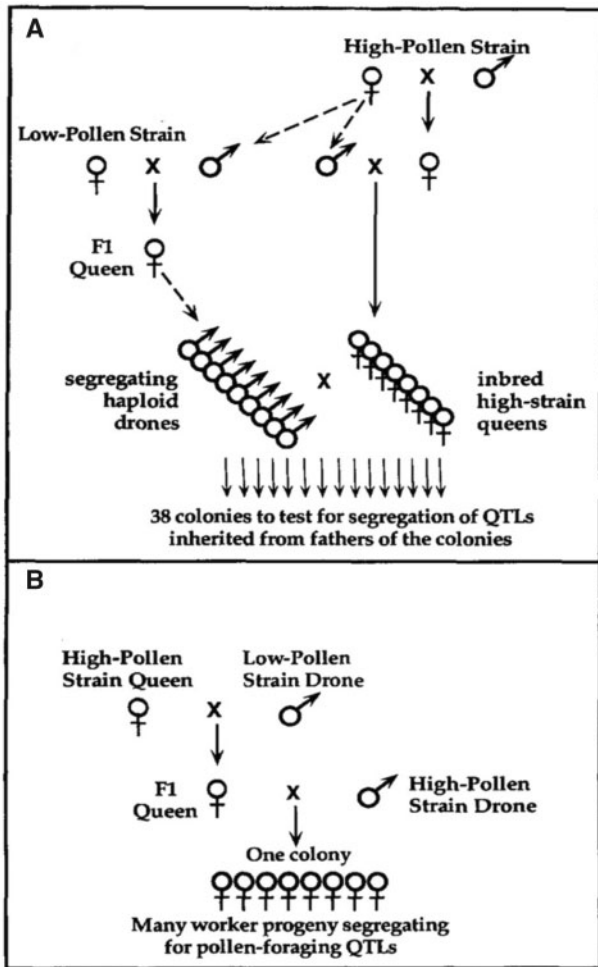 A
High-Pollen Strain
X
Low-Pollen Strain
X
X
F1
Queen
segregating
haploid
drones
X
inbred
high-strain
queens
38 colonies to test for segregation of QTLs
inherited from fathers of the colonies
B
High-Pollen
Strain Queen
X
Low-Pollen
Strain Drone
F1
Queen
X
High-Pollen
Strain Drone
One colony
Many worker progeny segregating
for pollen-foraging QTLs